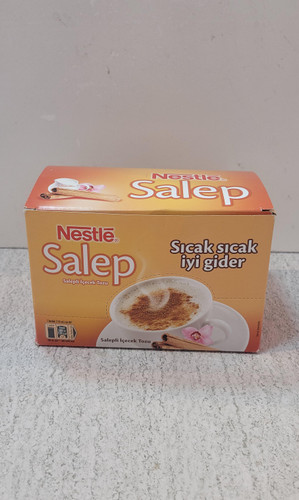 Nestlé
Salep
Nestlé
Salep
Salepli İçecek Tozu
Sıcak sıcak
iyi gider
Salepli İçecek Tozu